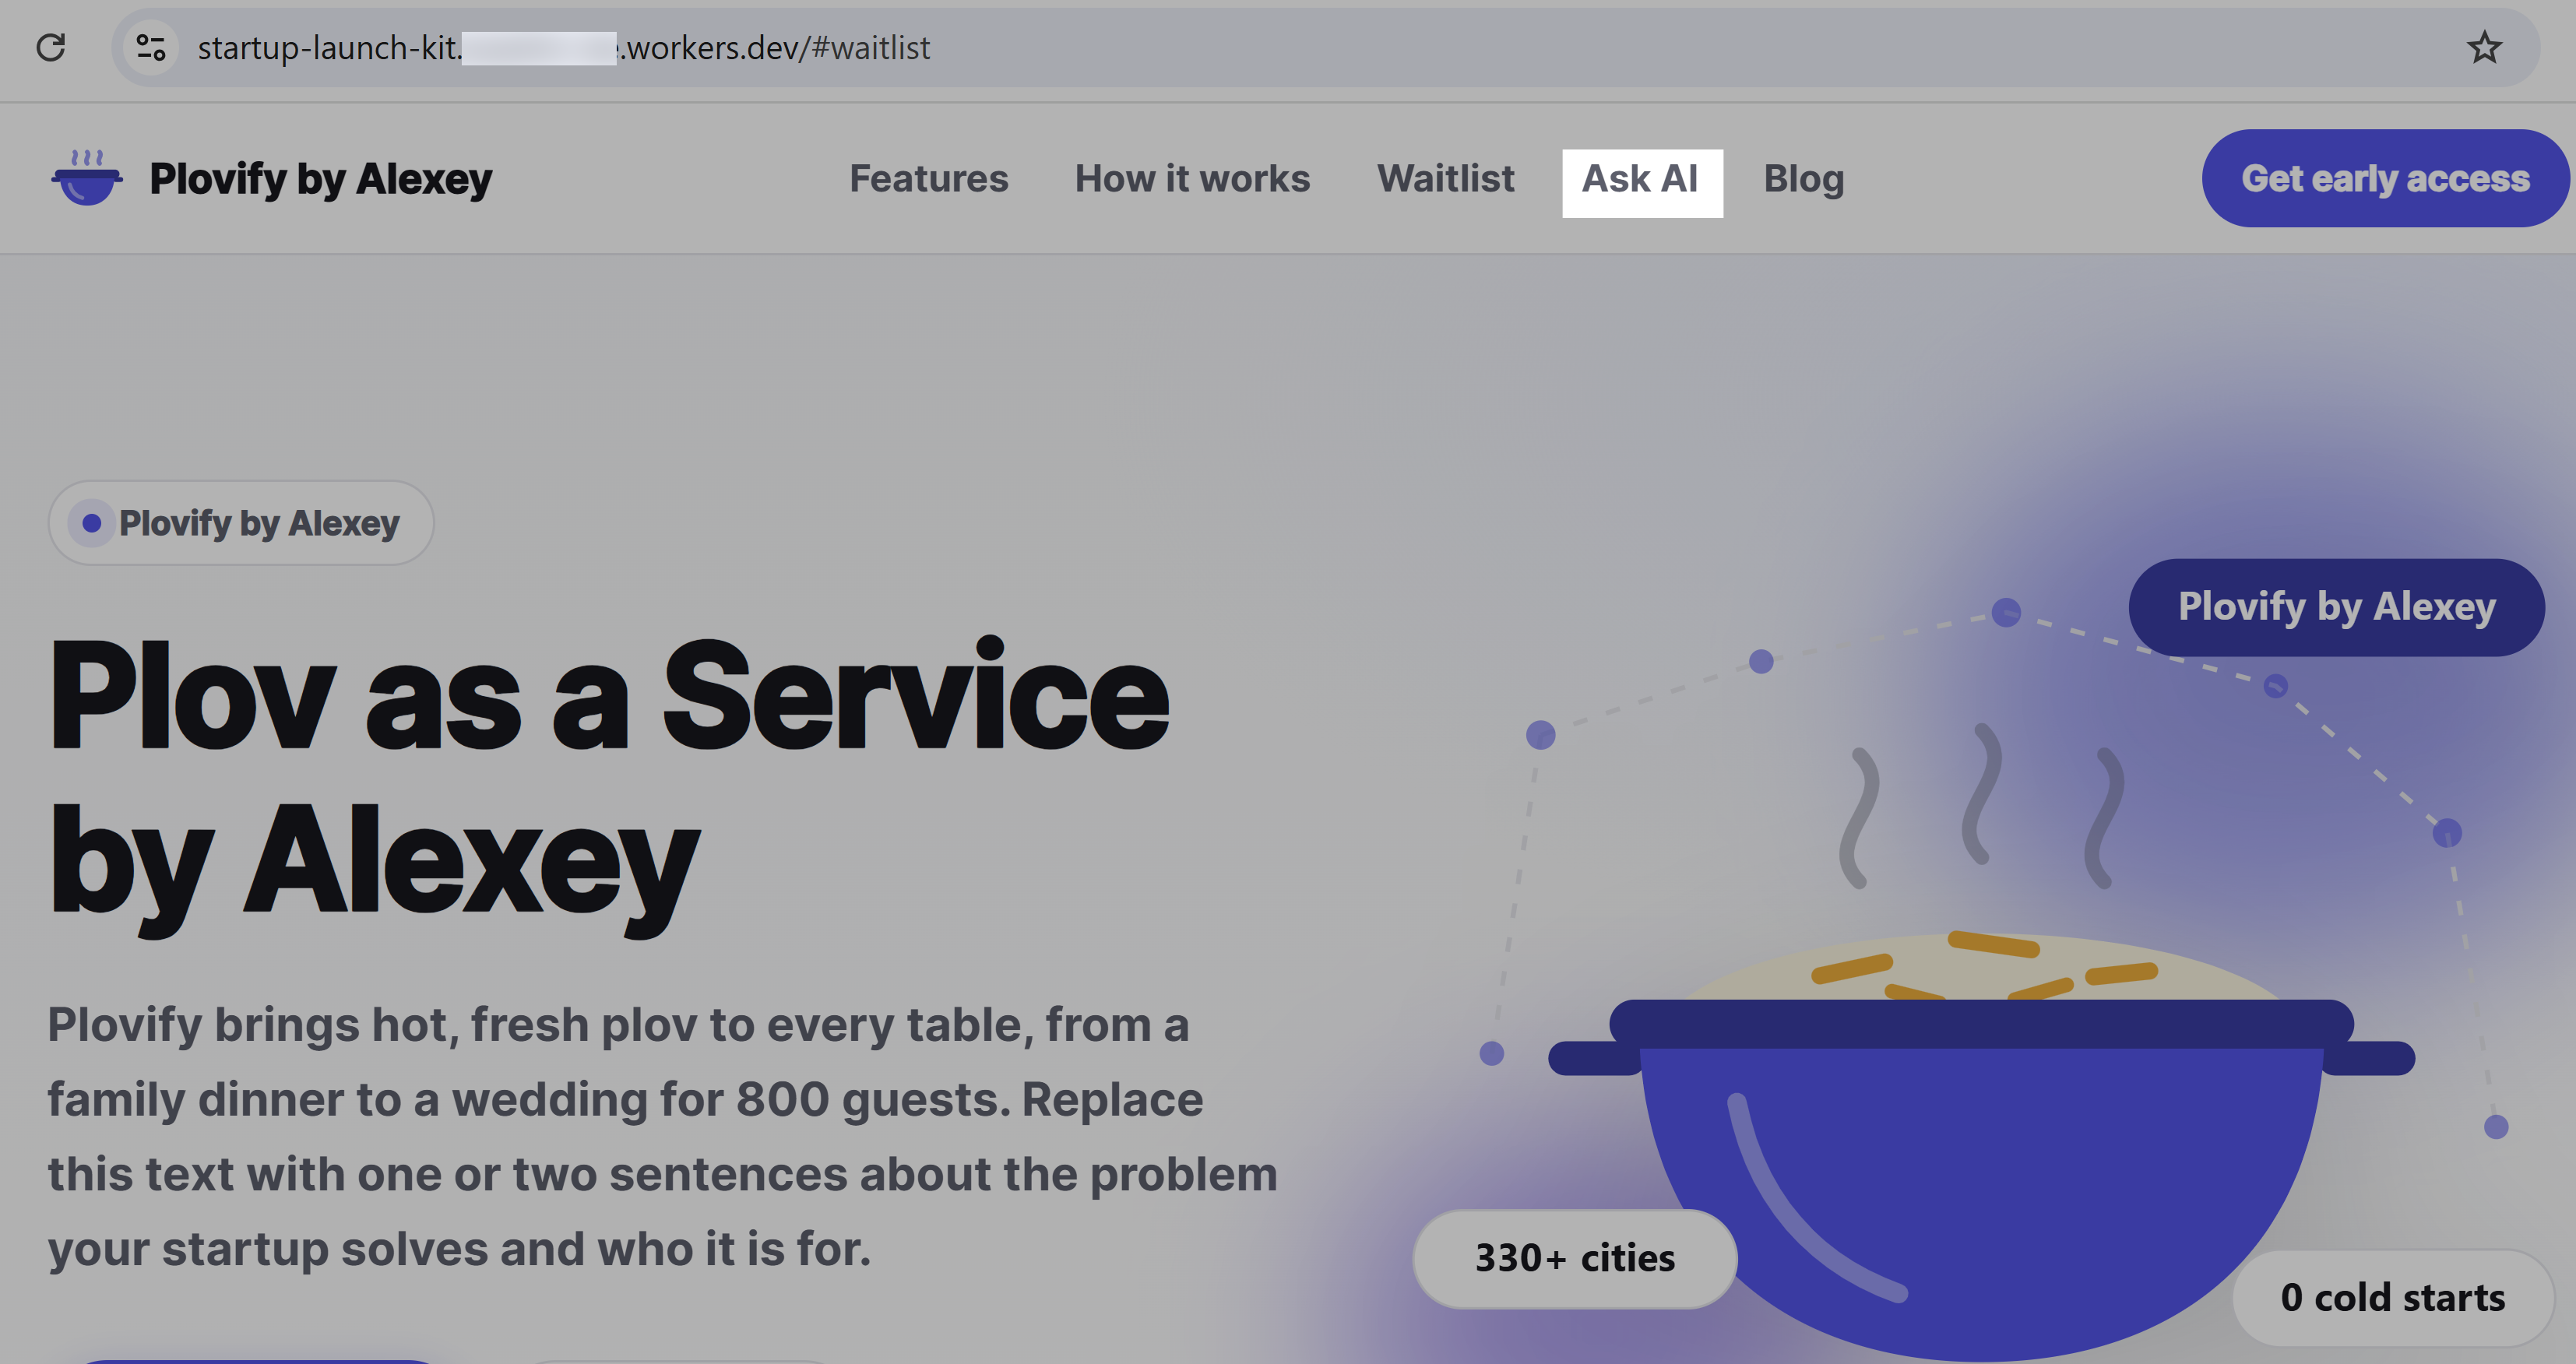 startup-launch-kit.
.workers.dev/#waitlist
Plovify by Alexey
Features
How it works
Waitlist
Ask AI
Blog
Get early access
Plovify by Alexey
Plov as a Service
by Alexey
Plovify brings hot, fresh plov to every table, from a
family dinner to a wedding for 800 guests. Replace
this text with one or two sentences about the problem
your startup solves and who it is for.
Plovify by Alexey
330+ cities
0 cold starts